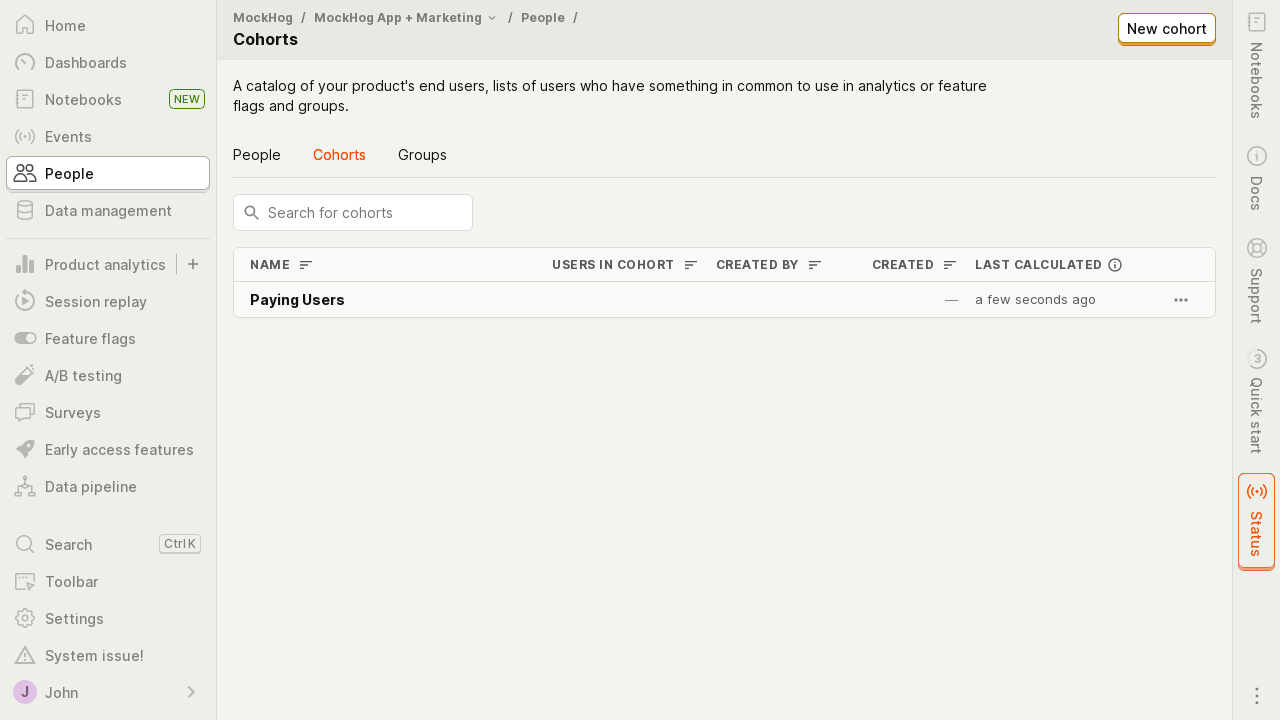 Home
Dashboards
Notebooks NEW
Events
People
Data management
Product analytics
Session replay
Feature flags
A/B testing
Surveys
Early access features
Data pipeline
Search Ctrl K
Toolbar
Settings
System issue!
J John
MockHog / MockHog App + Marketing / People /
Cohorts
New cohort
A catalog of your product's end users, lists of users who have something in common to use in analytics or feature
flags and groups.
People Cohorts Groups
Search for cohorts
NAME USERS IN COHORT CREATED BY CREATED LAST CALCULATED
Paying Users — a few seconds ago
Notebooks
Docs
Support
3 Quick start
Status